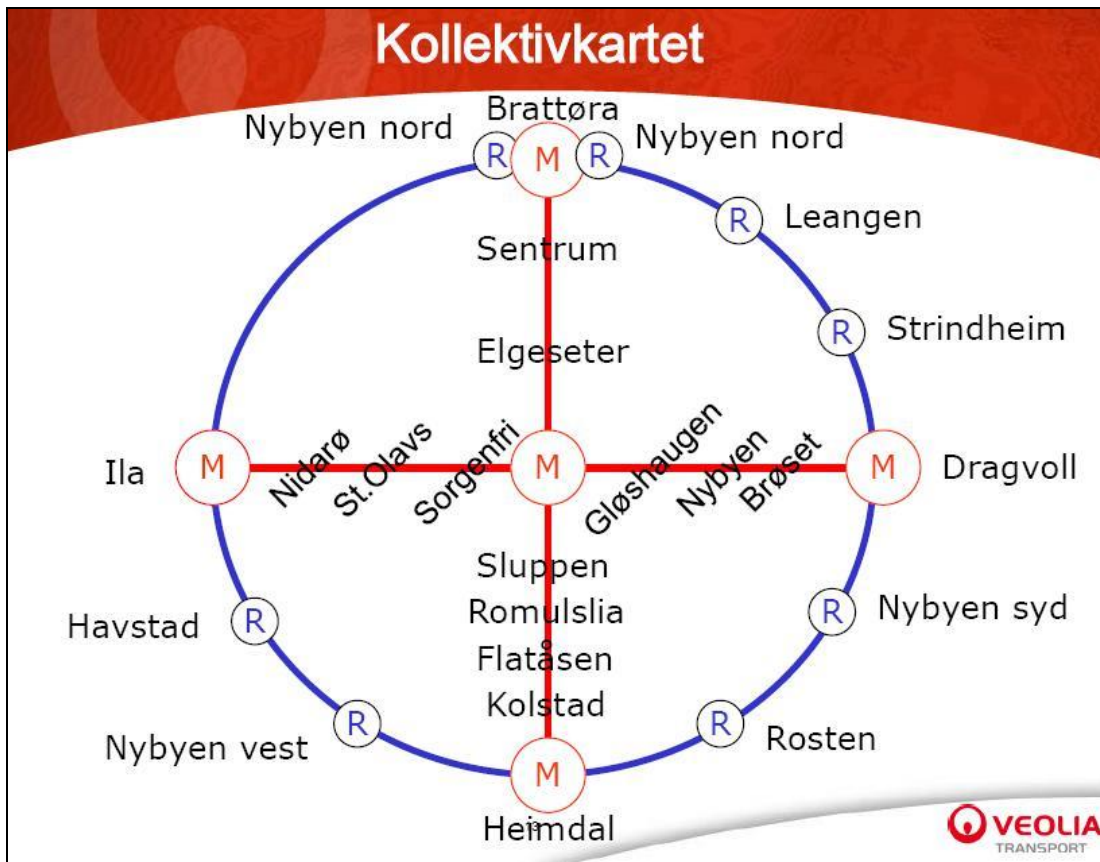 Kollektivkartet
Brattøra
Nybyen nord
R
M
R
Nybyen nord
R
Leangen
Sentrum
R
Strindheim
Elgeseter
Ila
M
Nidarø
St.Olavs
Sorgenfri
M
Gløshaugen
Nybyen
Brøset
M
Dragvoll
Sluppen
Romulslia
Flatåsen
Kolstad
Havstad
R
R
Nybyen syd
Nybyen vest
R
R
Rosten
M
Heimdal
VEOLIA
TRANSPORT